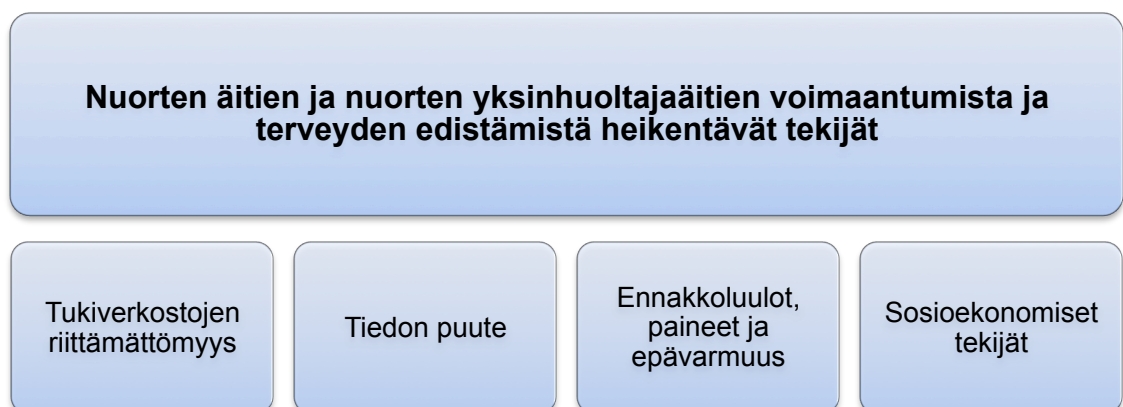 Nuorten äitien ja nuorten yksinhuoltajaäitien voimaantumista ja
terveyden edistämistä heikentävät tekijät
Tukiverkostojen
riittämättömyys
Tiedon puute
Ennakkoluulot,
paineet ja
epävarmuus
Sosioekonomiset
tekijät